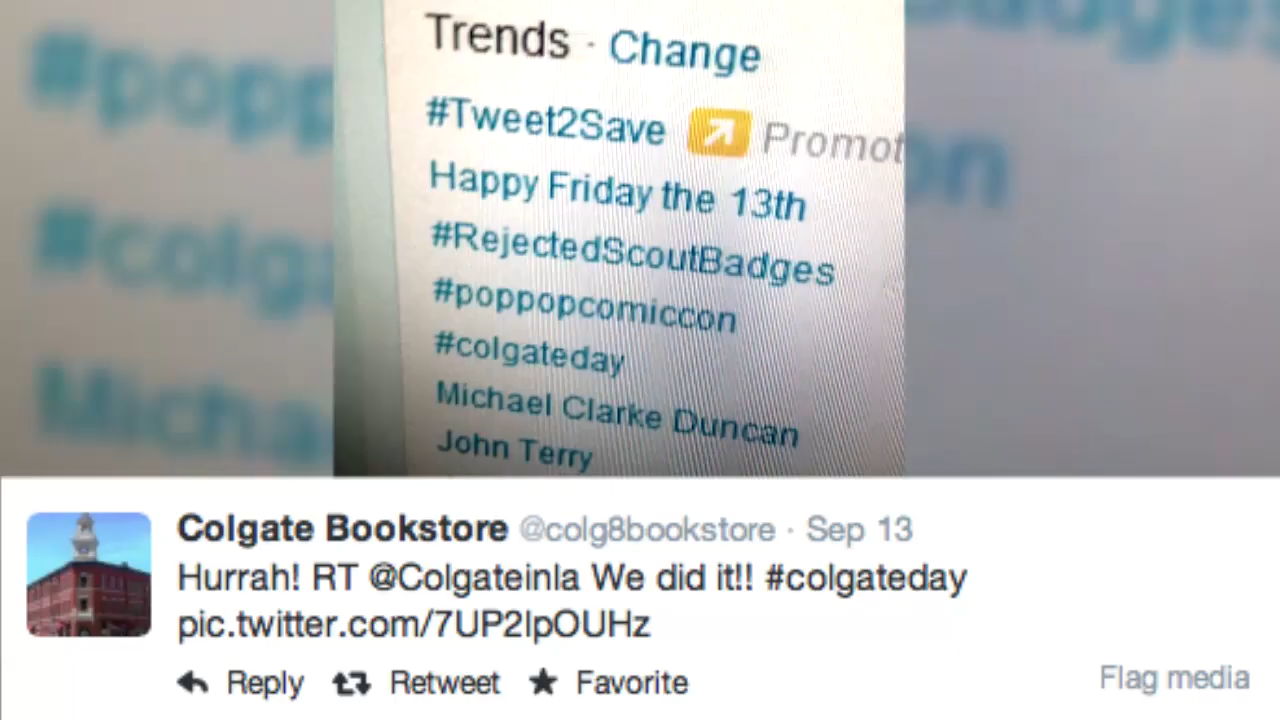 Trends · Change
#Tweet2Save Promot
Happy Friday the 13th
#RejectedScoutBadges
#poppopcomiccon
#colgateday
Michael Clarke Duncan
John Terry
Colgate Bookstore @colg8bookstore · Sep 13
Hurrah! RT @Colgateinla We did it!! #colgateday
pic.twitter.com/7UP2lpOUHz
Reply Retweet Favorite
Flag media